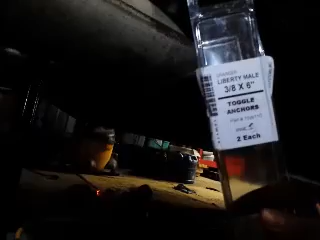 LIBERTY MALE
3/8 X 6"
TOGGLE
ANCHORS
2 Each